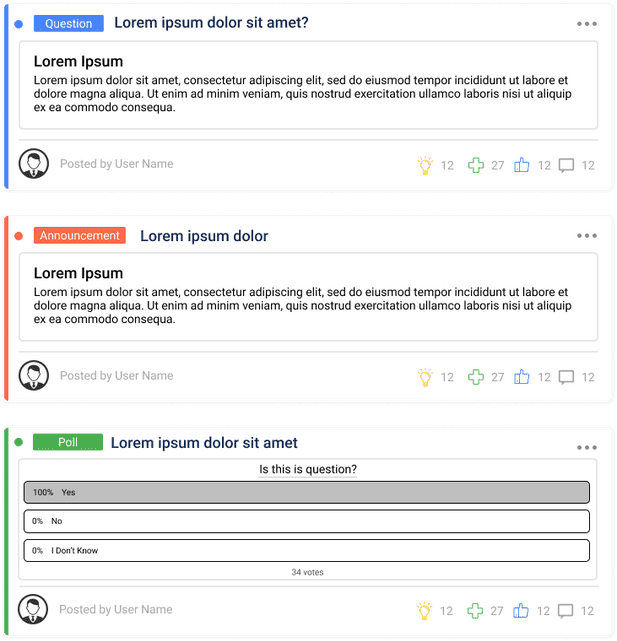 Question Lorem ipsum dolor sit amet?
Lorem Ipsum
Lorem ipsum dolor sit amet, consectetur adipiscing elit, sed do eiusmod tempor incididunt ut labore et
dolore magna aliqua. Ut enim ad minim veniam, quis nostrud exercitation ullamco laboris nisi ut aliquip
ex ea commodo consequa.
Posted by User Name 12 27 12 12
Announcement Lorem ipsum dolor
Lorem Ipsum
Lorem ipsum dolor sit amet, consectetur adipiscing elit, sed do eiusmod tempor incididunt ut labore et
dolore magna aliqua. Ut enim ad minim veniam, quis nostrud exercitation ullamco laboris nisi ut aliquip
ex ea commodo consequa.
Posted by User Name 12 27 12 12
Poll Lorem ipsum dolor sit amet
Is this is question?
100% Yes
0% No
0% I Don't Know
34 votes
Posted by User Name 12 27 12 12